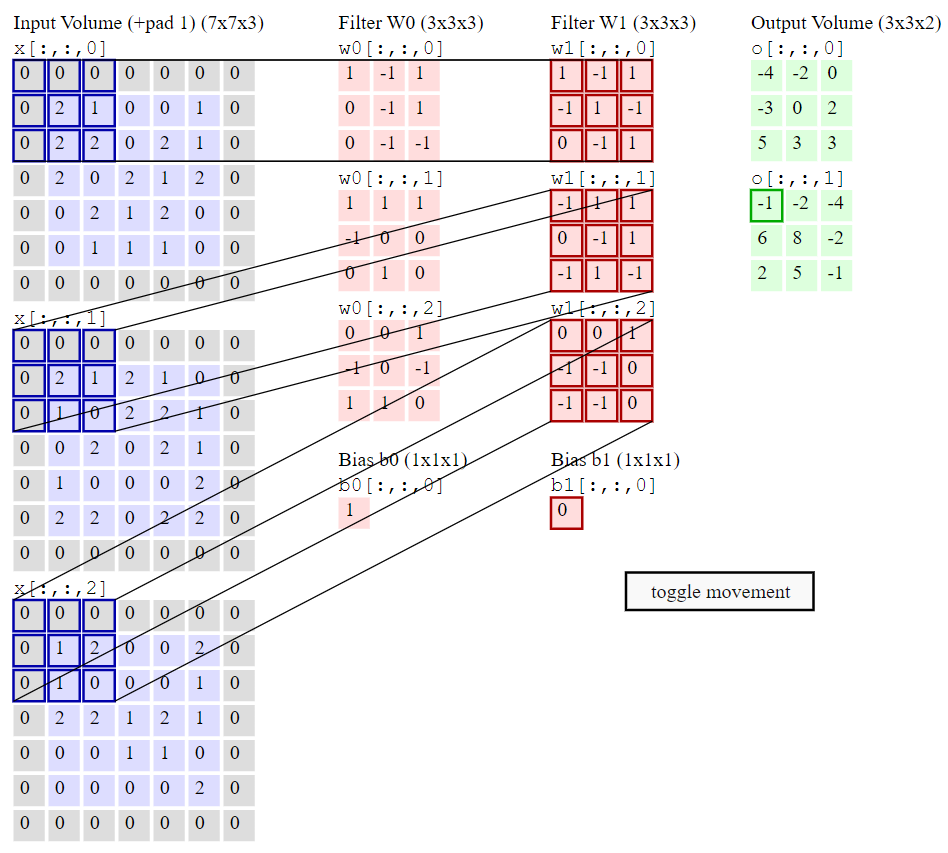 Input Volume (+pad 1) (7x7x3)
x[:,:,0]
0 0 0 0 0 0 0
0 2 1 0 0 1 0
0 2 2 0 2 1 0
0 2 0 2 1 2 0
0 0 2 1 2 0 0
0 0 1 1 1 0 0
0 0 0 0 0 0 0
x[:,:,1]
0 0 0 0 0 0 0
0 2 1 2 1 0 0
0 1 0 2 2 1 0
0 0 2 0 2 1 0
0 1 0 0 0 2 0
0 2 2 0 2 2 0
0 0 0 0 0 0 0
x[:,:,2]
0 0 0 0 0 0 0
0 1 2 0 0 2 0
0 1 0 0 0 1 0
0 2 2 1 2 1 0
0 0 0 1 1 0 0
0 0 0 0 0 2 0
0 0 0 0 0 0 0
Filter W0 (3x3x3)
w0[:,:,0]
1 -1 1
0 -1 1
0 -1 -1
w0[:,:,1]
1 1 1
-1 0 0
0 1 0
w0[:,:,2]
0 0 1
-1 0 -1
1 1 0
Bias b0 (1x1x1)
b0[:,:,0]
1
Filter W1 (3x3x3)
w1[:,:,0]
1 -1 1
-1 1 -1
0 -1 1
w1[:,:,1]
-1 1 1
0 -1 1
-1 1 -1
w1[:,:,2]
0 0 1
-1 -1 0
-1 -1 0
Bias b1 (1x1x1)
b1[:,:,0]
0
Output Volume (3x3x2)
o[:,:,0]
-4 -2 0
-3 0 2
5 3 3
o[:,:,1]
-1 -2 -4
6 8 -2
2 5 -1
toggle movement